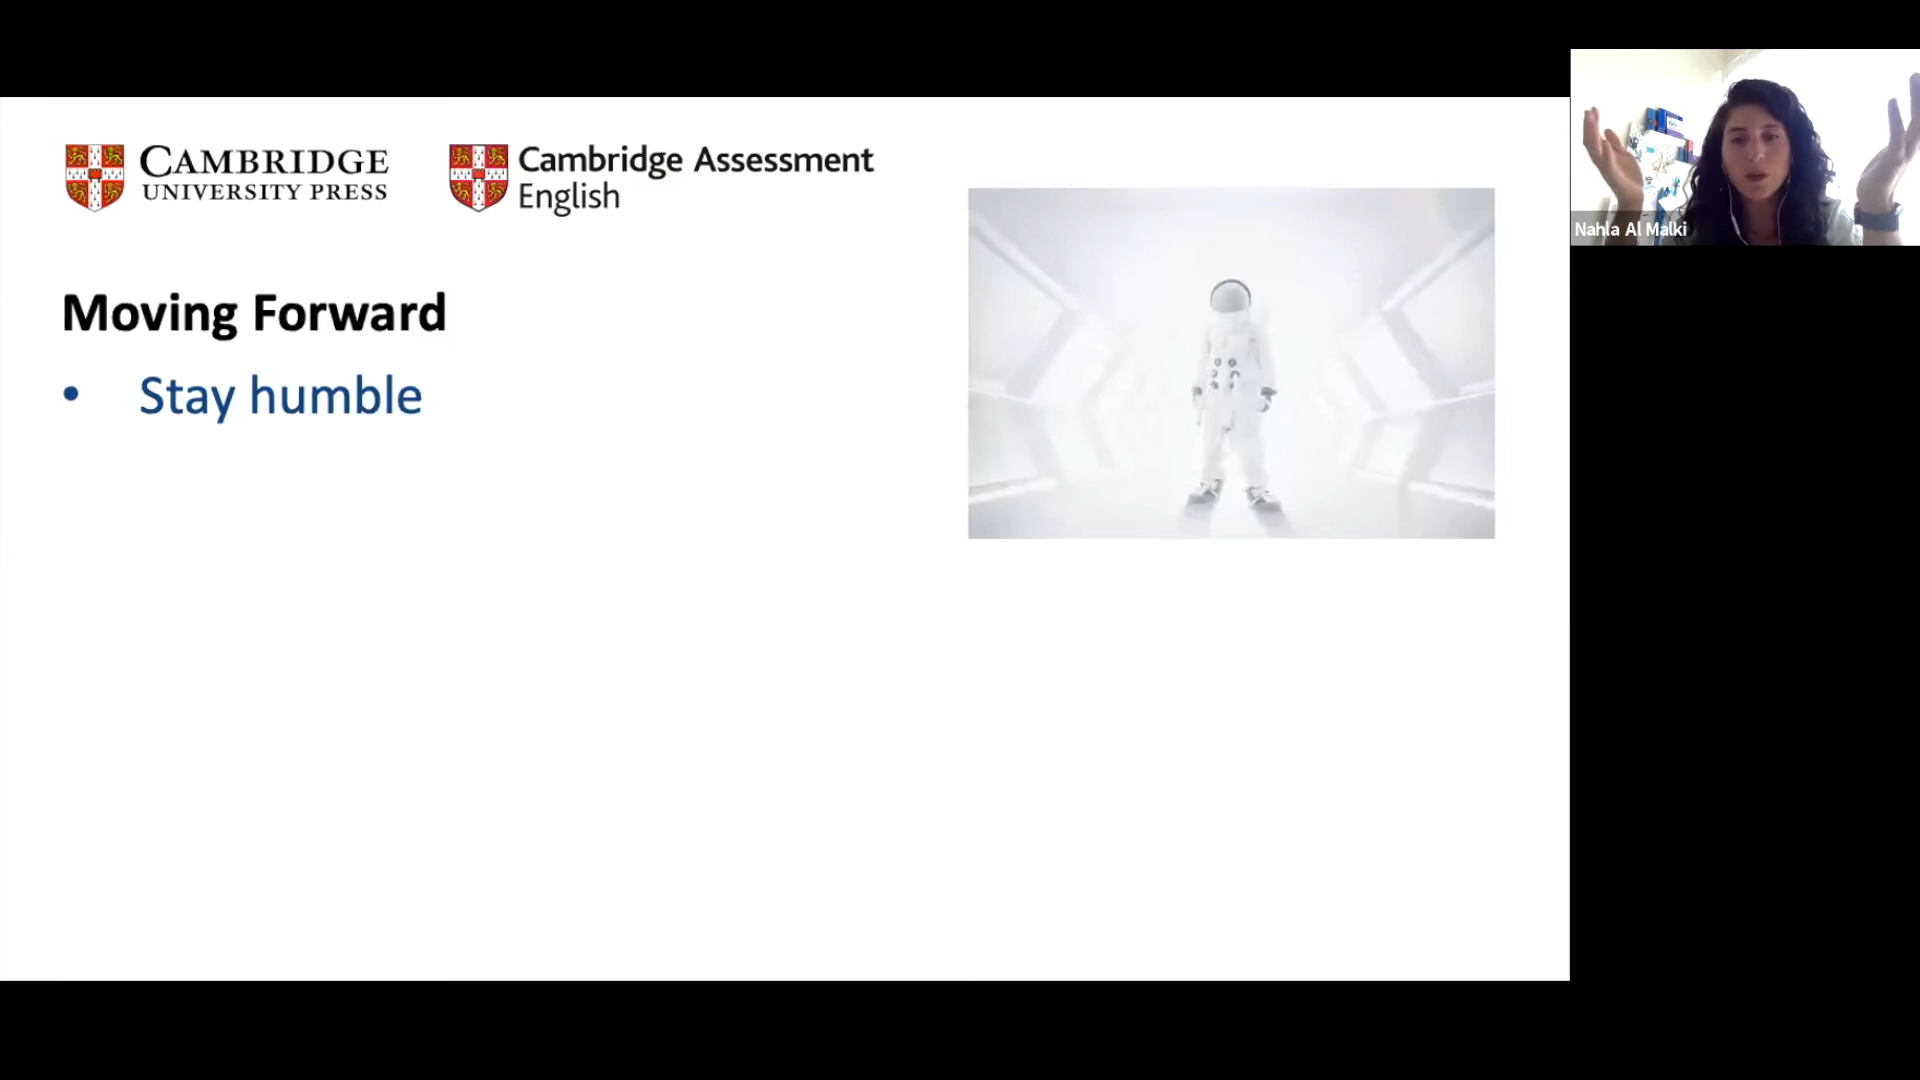 CAMBRIDGE
UNIVERSITY PRESS
Cambridge Assessment
English
Moving Forward
• Stay humble
Nahla Al Malki